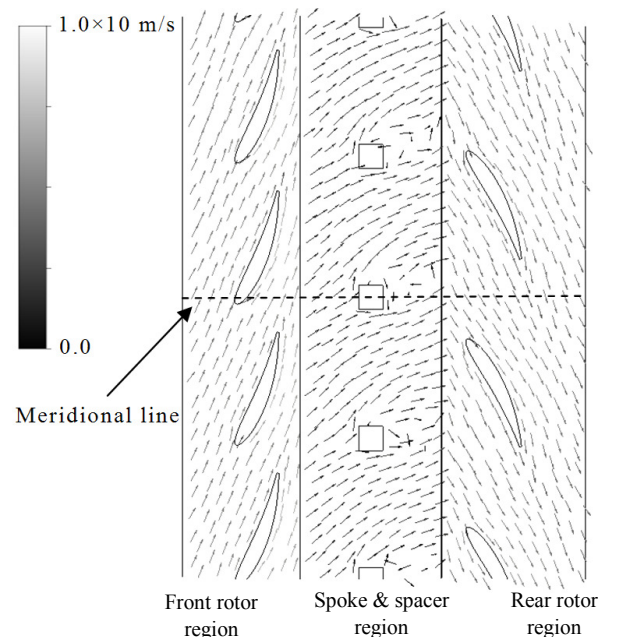 1.0×10 m/s
0.0
Meridional line
Front rotor
region
Spoke & spacer
region
Rear rotor
region